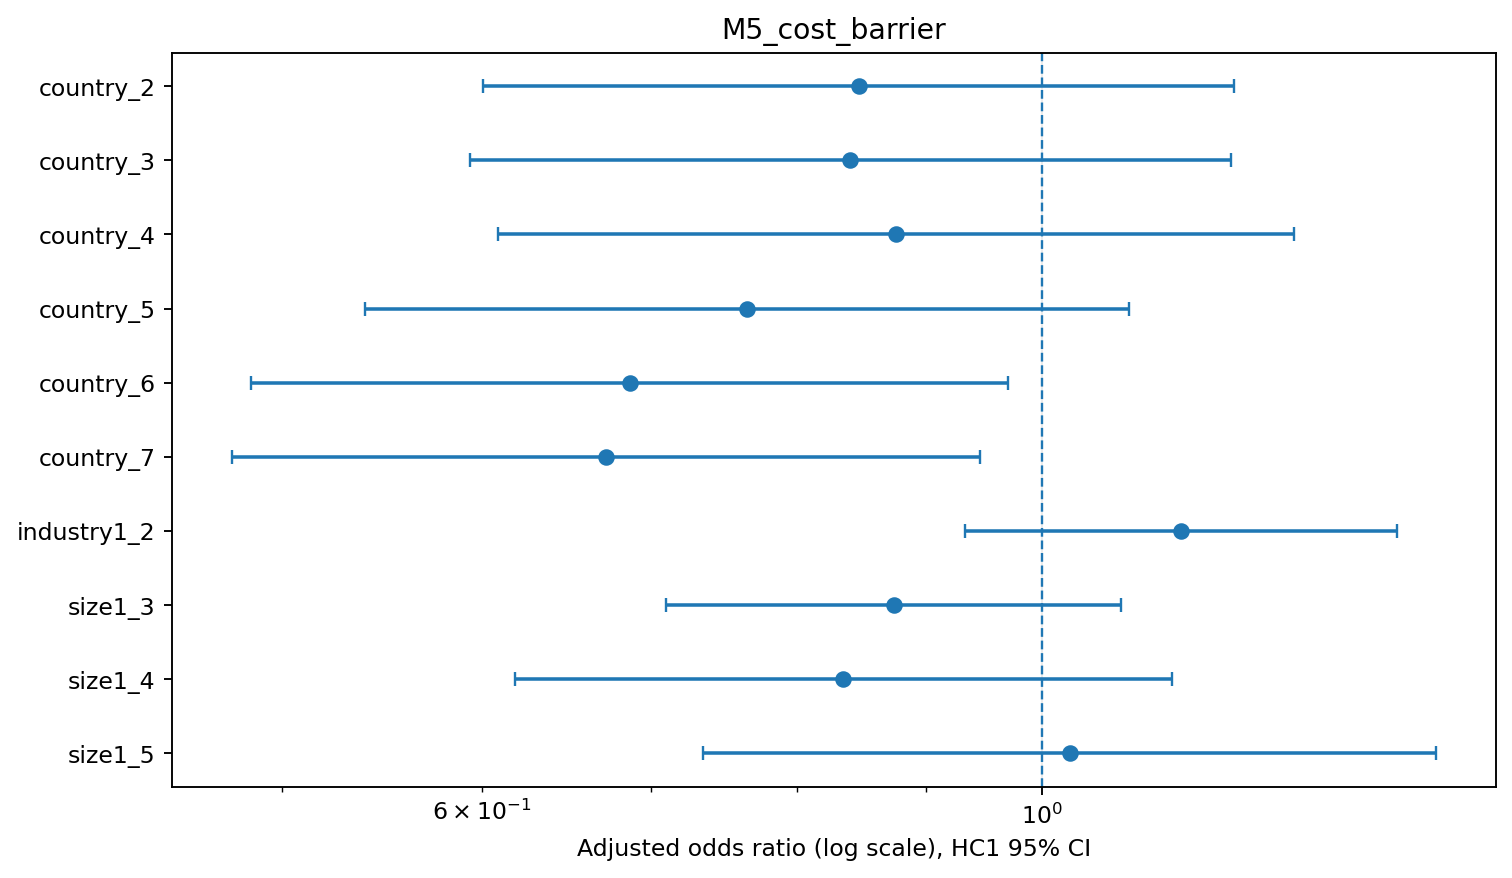 M5_cost_barrier
country_2
country_3
country_4
country_5
country_6
country_7
industry1_2
size1_3
size1_4
size1_5
6 × 10⁻¹
10⁰
Adjusted odds ratio (log scale), HC1 95% CI